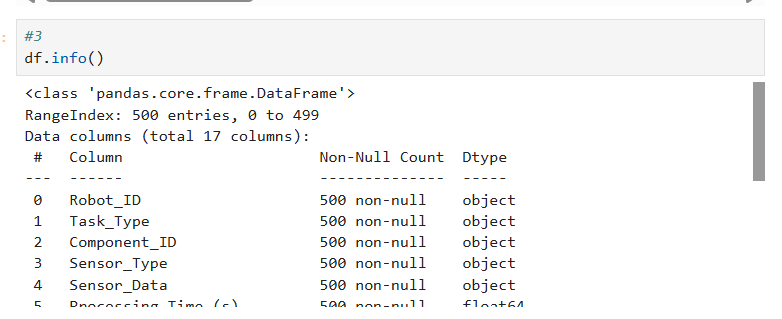 #3
df.info()
<class 'pandas.core.frame.DataFrame'>
RangeIndex: 500 entries, 0 to 499
Data columns (total 17 columns):
 #   Column                  Non-Null Count  Dtype
---  ------                  --------------  -----
 0   Robot_ID                500 non-null    object
 1   Task_Type               500 non-null    object
 2   Component_ID            500 non-null    object
 3   Sensor_Type             500 non-null    object
 4   Sensor_Data             500 non-null    object
 5   Processing_Time (s)     500 non-null    float64